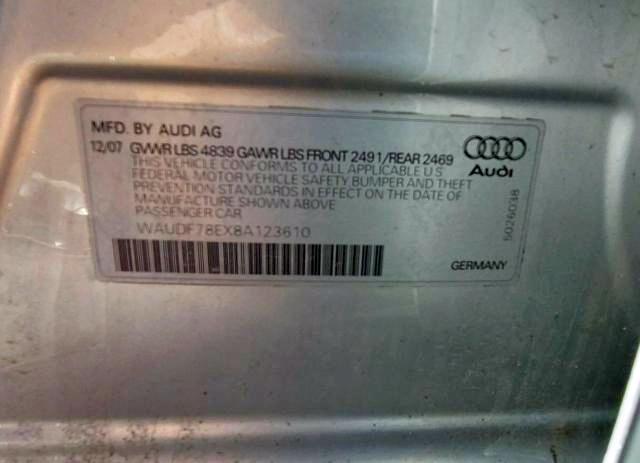 MFD. BY AUDI AG
12/07 GVWR LBS 4839 GAWR LBS FRONT 2491/REAR 2469
THIS VEHICLE CONFORMS TO ALL APPLICABLE U S
FEDERAL MOTOR VEHICLE SAFETY BUMPER AND THEFT
PREVENTION STANDARDS IN EFFECT ON THE DATE OF
MANUFACTURE SHOWN ABOVE
PASSENGER CAR
WAUDF78EX8A123610
Audi
5026038
GERMANY